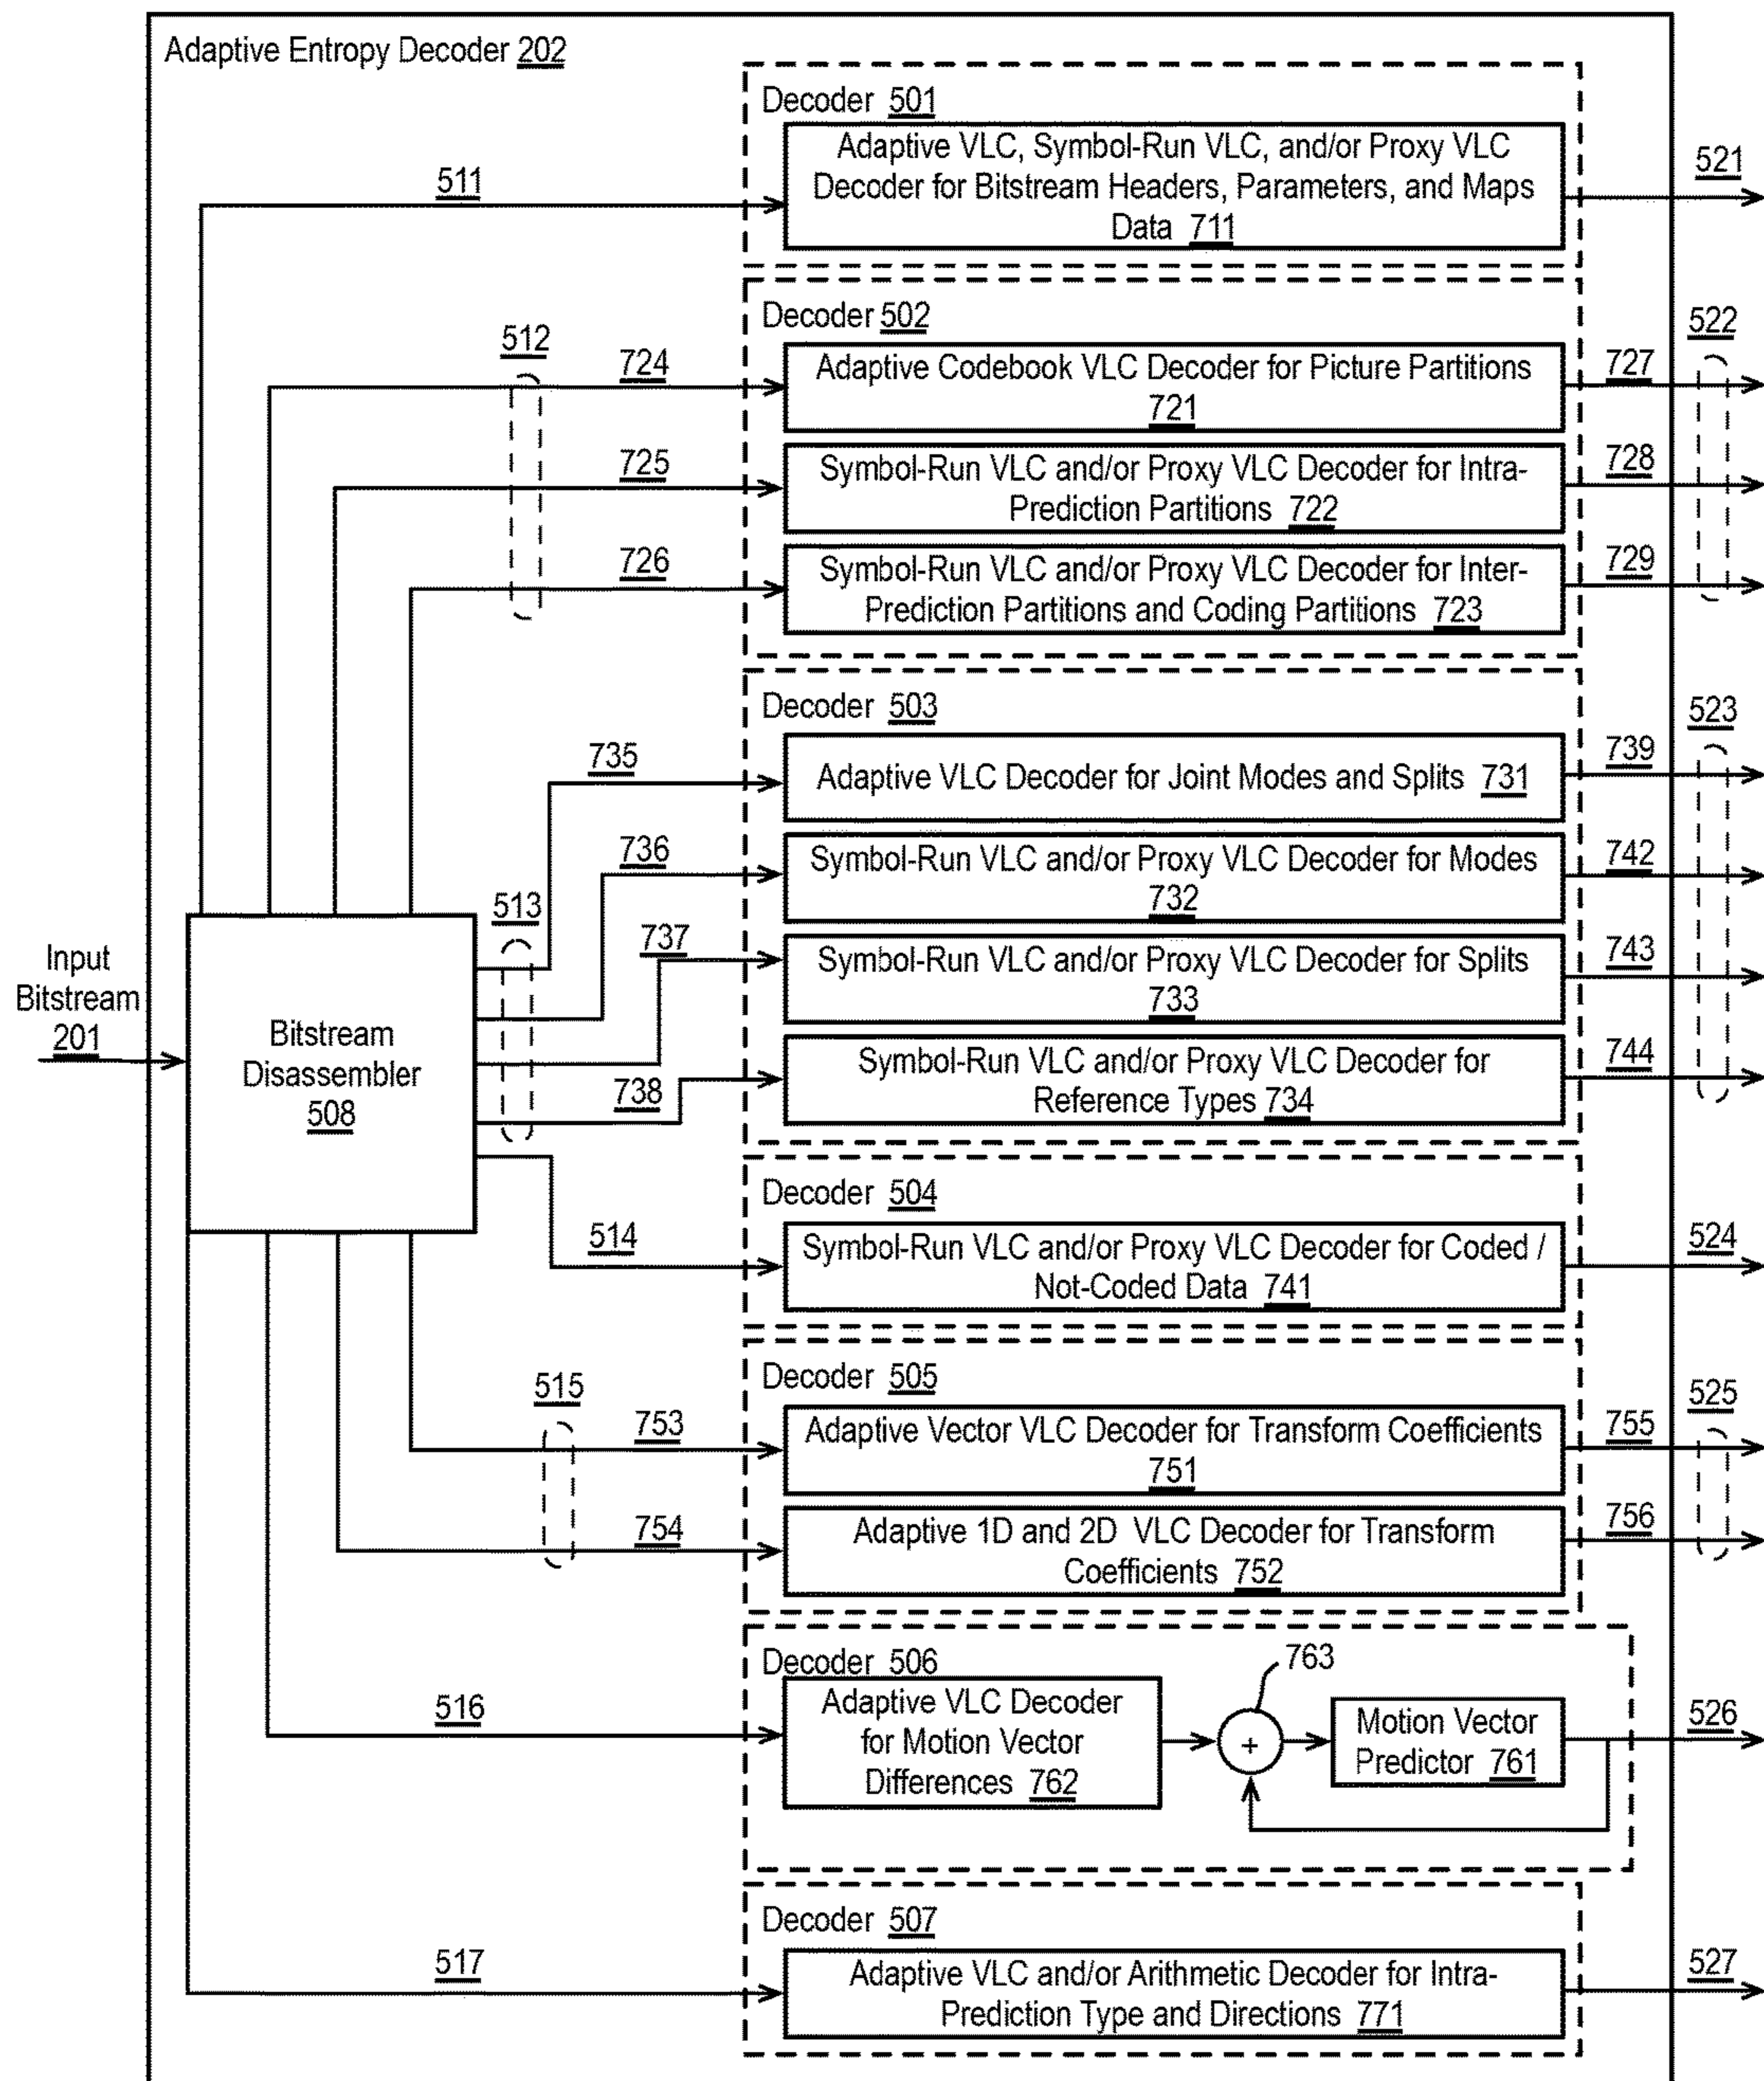 Adaptive Entropy Decoder 202
Decoder 501
Adaptive VLC, Symbol-Run VLC, and/or Proxy VLC
Decoder for Bitstream Headers, Parameters, and Maps
Data 711
511
521
Decoder 502
512
522
724
Adaptive Codebook VLC Decoder for Picture Partitions
721
727
725
Symbol-Run VLC and/or Proxy VLC Decoder for Intra-
Prediction Partitions 722
728
726
Symbol-Run VLC and/or Proxy VLC Decoder for Inter-
Prediction Partitions and Coding Partitions 723
729
Decoder 503
523
735
Adaptive VLC Decoder for Joint Modes and Splits 731
739
736
Symbol-Run VLC and/or Proxy VLC Decoder for Modes
732
742
513
737
Symbol-Run VLC and/or Proxy VLC Decoder for Splits
733
743
Input
Bitstream
201
Bitstream
Disassembler
508
738
Symbol-Run VLC and/or Proxy VLC Decoder for
Reference Types 734
744
Decoder 504
514
Symbol-Run VLC and/or Proxy VLC Decoder for Coded /
Not-Coded Data 741
524
Decoder 505
515
525
753
Adaptive Vector VLC Decoder for Transform Coefficients
751
755
754
Adaptive 1D and 2D VLC Decoder for Transform
Coefficients 752
756
Decoder 506
763
516
Adaptive VLC Decoder
for Motion Vector
Differences 762
+
Motion Vector
Predictor 761
526
Decoder 507
517
Adaptive VLC and/or Arithmetic Decoder for Intra-
Prediction Type and Directions 771
527